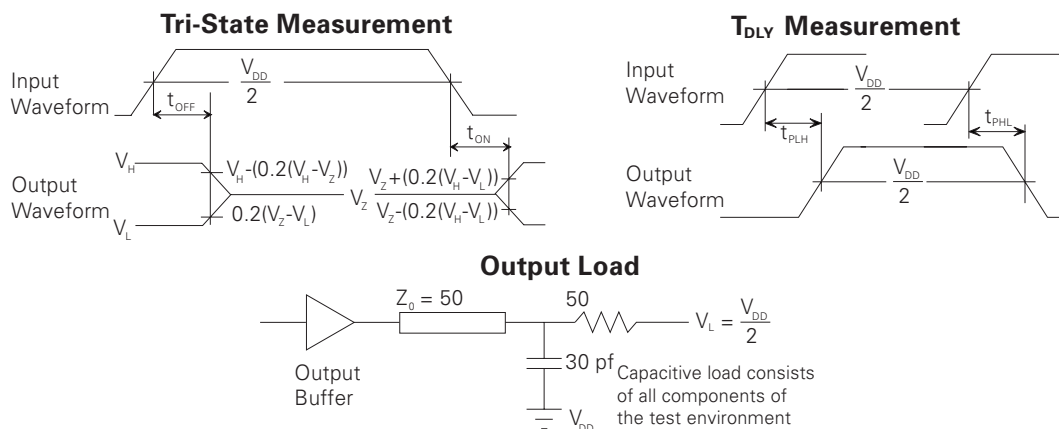 Tri-State Measurement
Input
Waveform
V_DD
2
t_OFF
t_ON
V_H
V_H-(0.2(V_H-V_Z))
V_Z+(0.2(V_H-V_L))
Output
Waveform
V_Z
0.2(V_Z-V_L)
V_Z-(0.2(V_H-V_L))
V_L
T_DLY Measurement
Input
Waveform
V_DD
2
t_PLH
t_PHL
Output
Waveform
V_DD
2
Output Load
Z_0 = 50
50
V_L = V_DD
2
Output
Buffer
30 pf
Capacitive load consists
of all components of
the test environment
V_DD